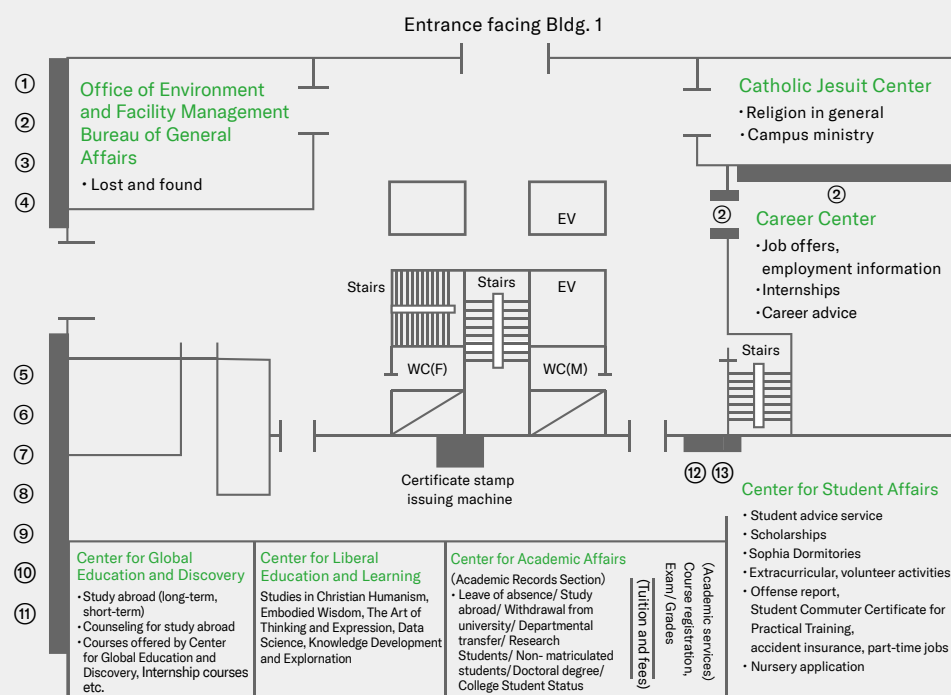 Entrance facing Bldg. 1
①
②
③
④
Office of Environment
and Facility Management
Bureau of General
Affairs
・Lost and found
Catholic Jesuit Center
・Religion in general
・Campus ministry
②
②
Career Center
・Job offers,
employment information
・Internships
・Career advice
EV
Stairs
Stairs
EV
WC(F)
WC(M)
Stairs
⑤
⑥
⑦
⑧
⑨
⑩
⑪
Certificate stamp
issuing machine
⑫ ⑬
Center for Student Affairs
・Student advice service
・Scholarships
・Sophia Dormitories
・Extracurricular, volunteer activities
・Offense report,
Student Commuter Certificate for
Practical Training,
accident insurance, part-time jobs
・Nursery application
Center for Global
Education and Discovery
・Study abroad (long-term,
short-term)
・Counseling for study abroad
・Courses offered by Center
for Global Education and
Discovery, Internship courses
etc.
Center for Liberal
Education and Learning
Studies in Christian Humanism,
Embodied Wisdom, The Art of
Thinking and Expression, Data
Science, Knowledge Development
and Explornation
Center for Academic Affairs
(Academic Records Section)
・Leave of absence/ Study
abroad/ Withdrawal from
university/ Departmental
transfer/ Research
Students/ Non- matriculated
students/ Doctoral degree/
College Student Status
(Tuition and fees)
(Academic services)
Course registration,
Exam/ Grades